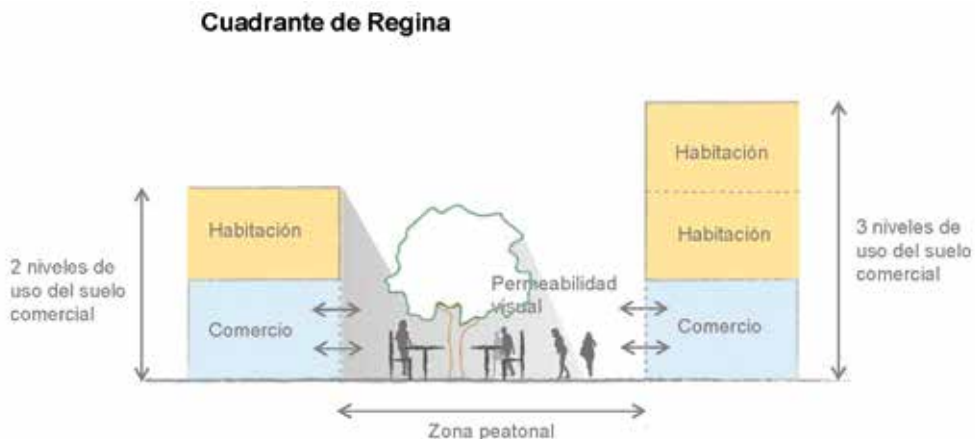 Cuadrante de Regina
Habitación
Habitación
Habitación
2 niveles de
uso del suelo
comercial
3 niveles de
uso del suelo
comercial
Permeabilidad
visual
Comercio
Comercio
Zona peatonal